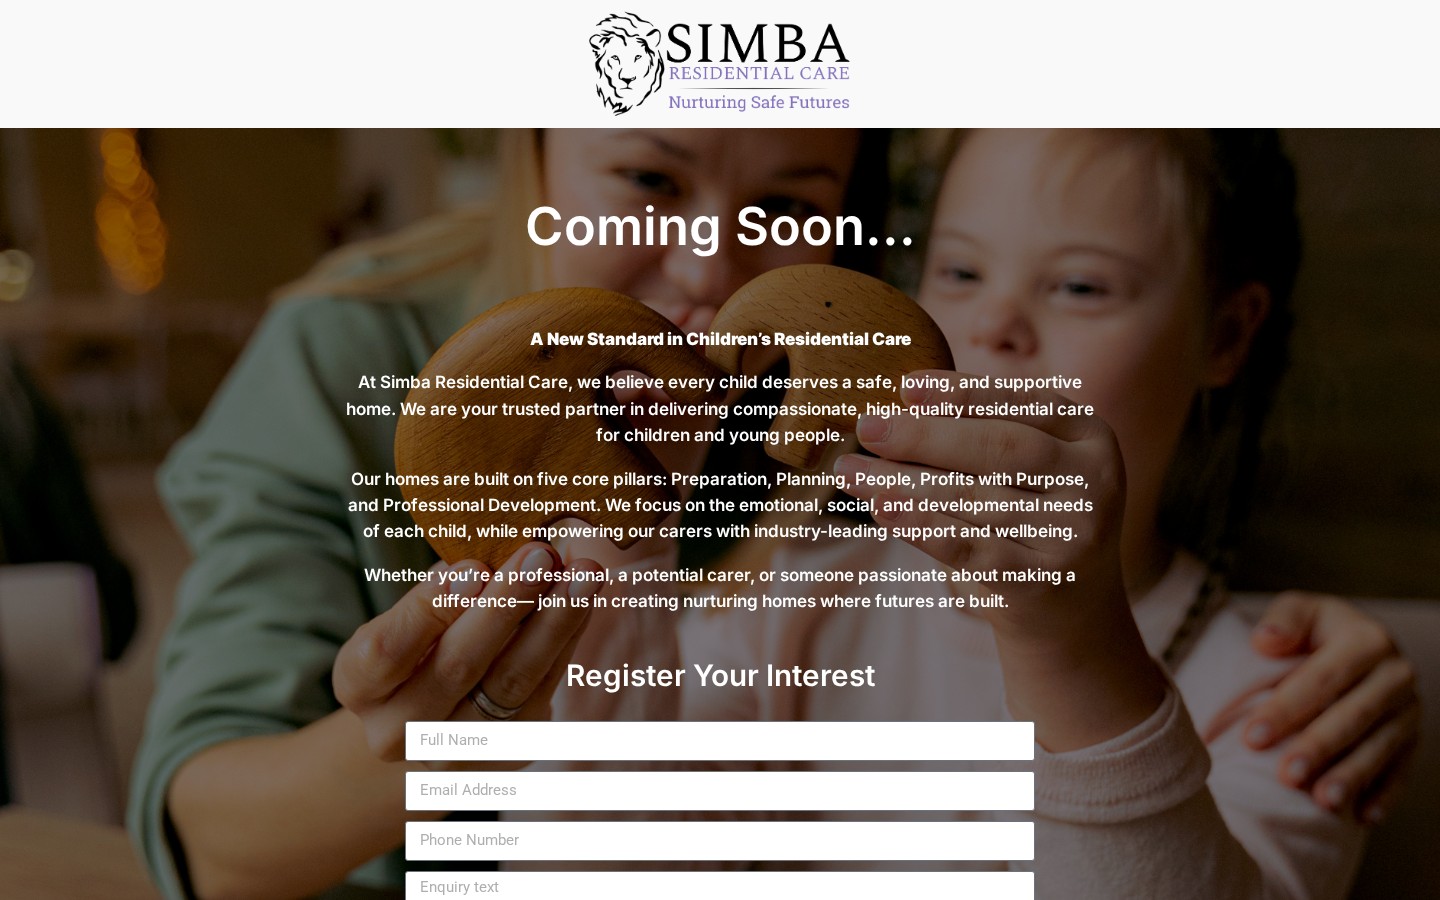 SIMBA
RESIDENTIAL CARE
Nurturing Safe Futures
Coming Soon...
A New Standard in Children’s Residential Care
At Simba Residential Care, we believe every child deserves a safe, loving, and supportive
home. We are your trusted partner in delivering compassionate, high-quality residential care
for children and young people.
Our homes are built on five core pillars: Preparation, Planning, People, Profits with Purpose,
and Professional Development. We focus on the emotional, social, and developmental needs
of each child, while empowering our carers with industry-leading support and wellbeing.
Whether you’re a professional, a potential carer, or someone passionate about making a
difference— join us in creating nurturing homes where futures are built.
Register Your Interest
Full Name
Email Address
Phone Number
Enquiry text